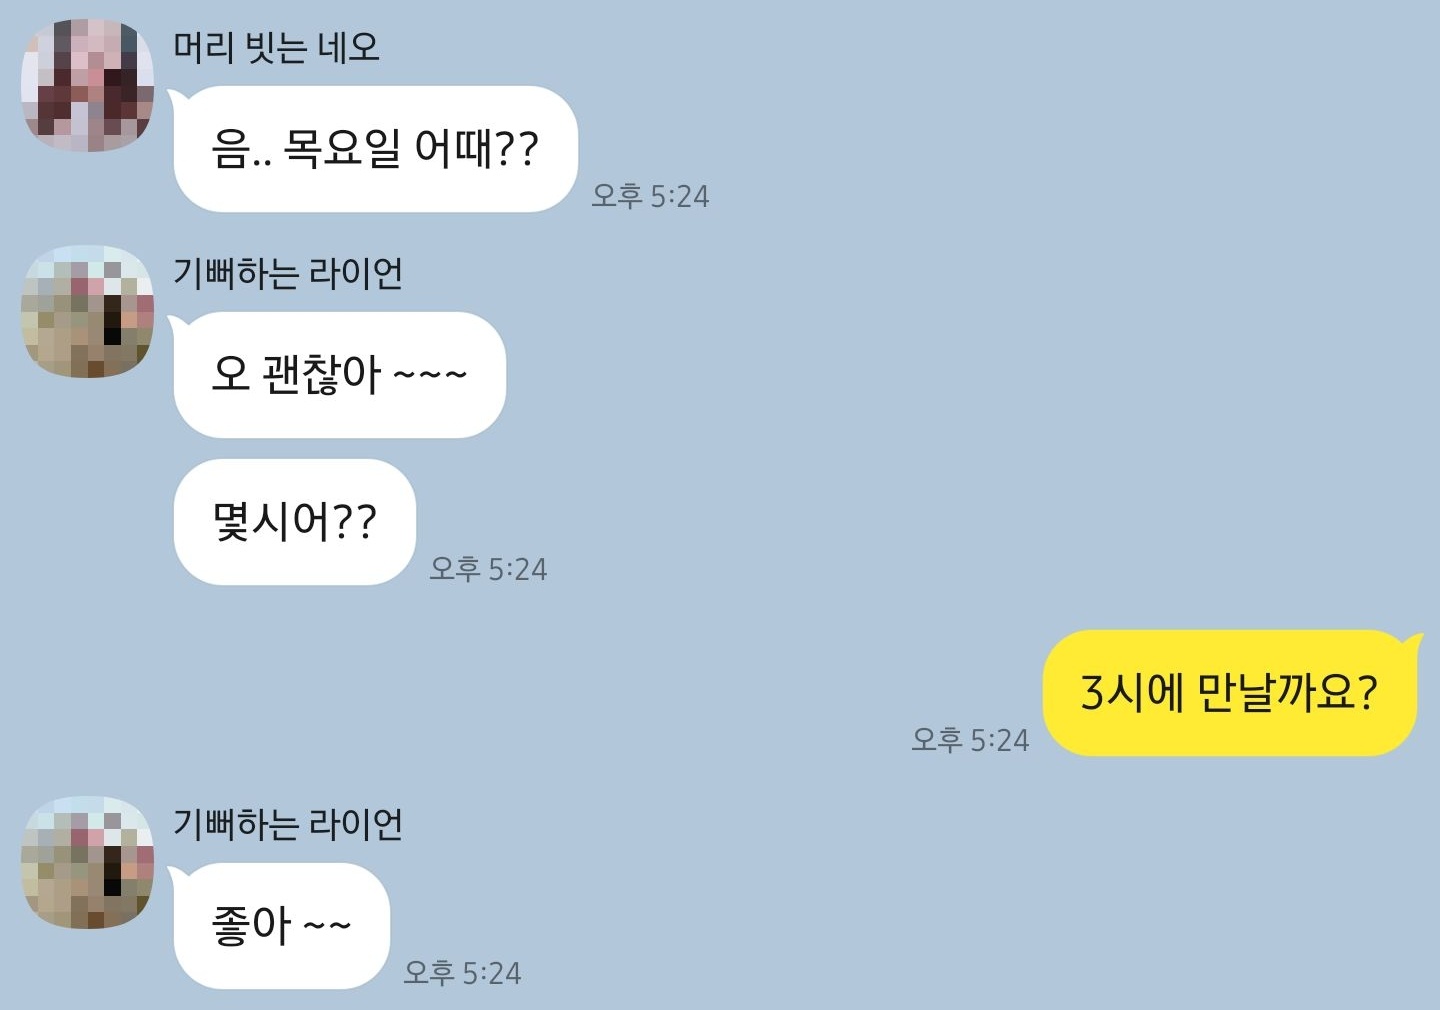 머리 빗는 네오
음.. 목요일 어때??
오후 5:24
기뻐하는 라이언
오 괜찮아 ~~~
몇시어??
오후 5:24
3시에 만날까요?
오후 5:24
기뻐하는 라이언
좋아 ~~
오후 5:24